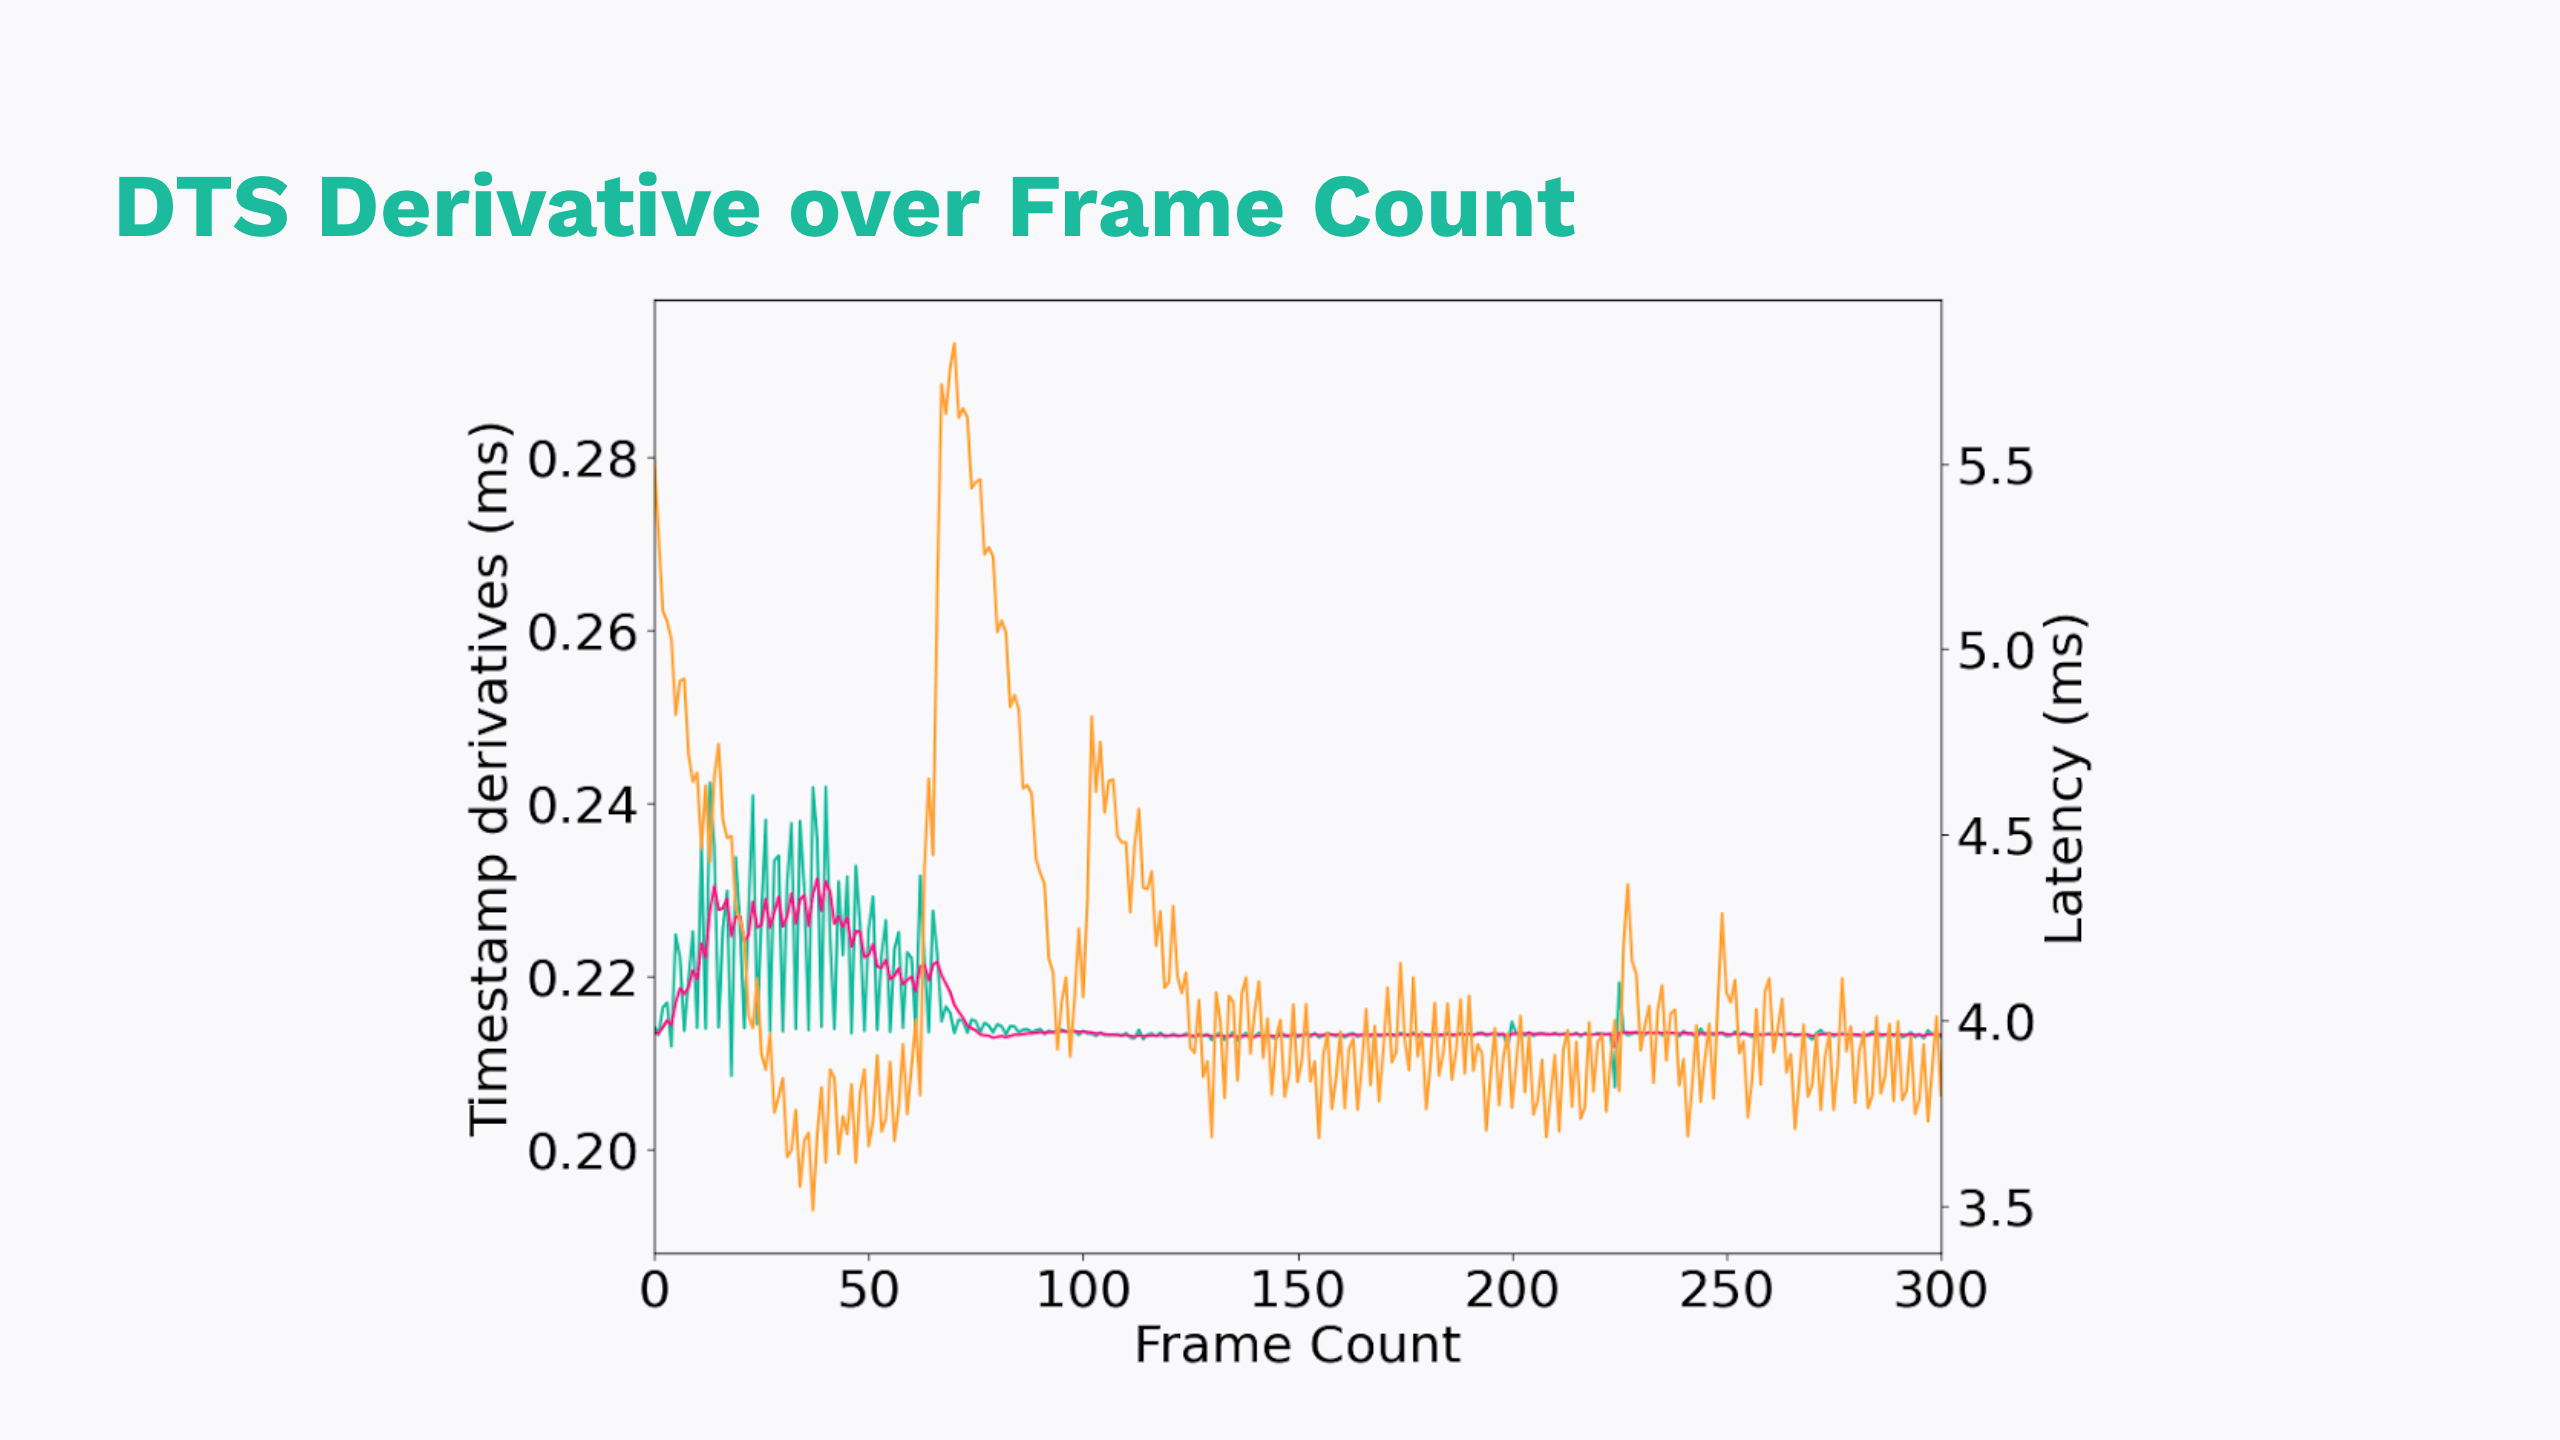 DTS Derivative over Frame Count
Timestamp derivatives (ms)
0.28
0.26
0.24
0.22
0.20
5.5
5.0
4.5
4.0
3.5
Latency (ms)
0 50 100 150 200 250 300
Frame Count